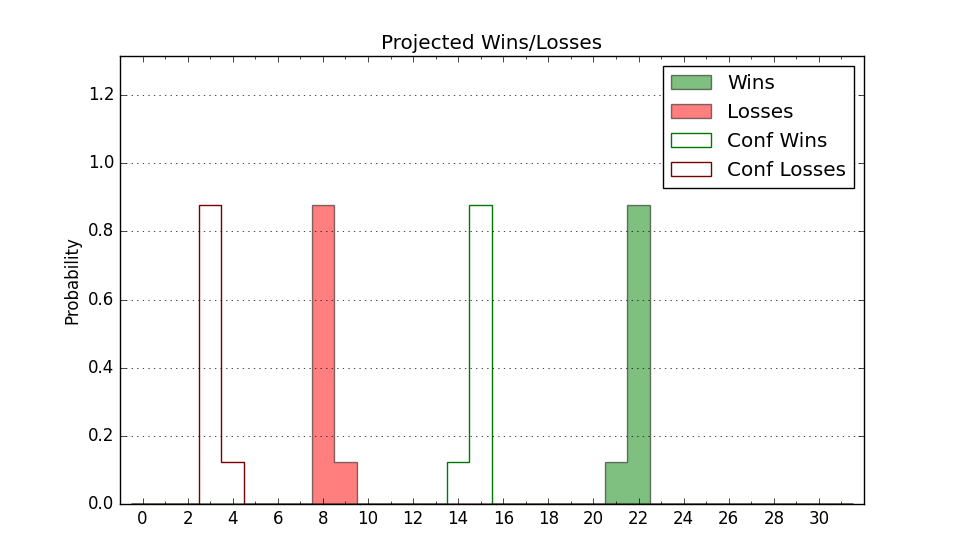 Projected Wins/Losses
Wins
Losses
Conf Wins
Conf Losses
Probability
1.2
1.0
0.8
0.6
0.4
0.2
0.0
0 2 4 6 8 10 12 14 16 18 20 22 24 26 28 30